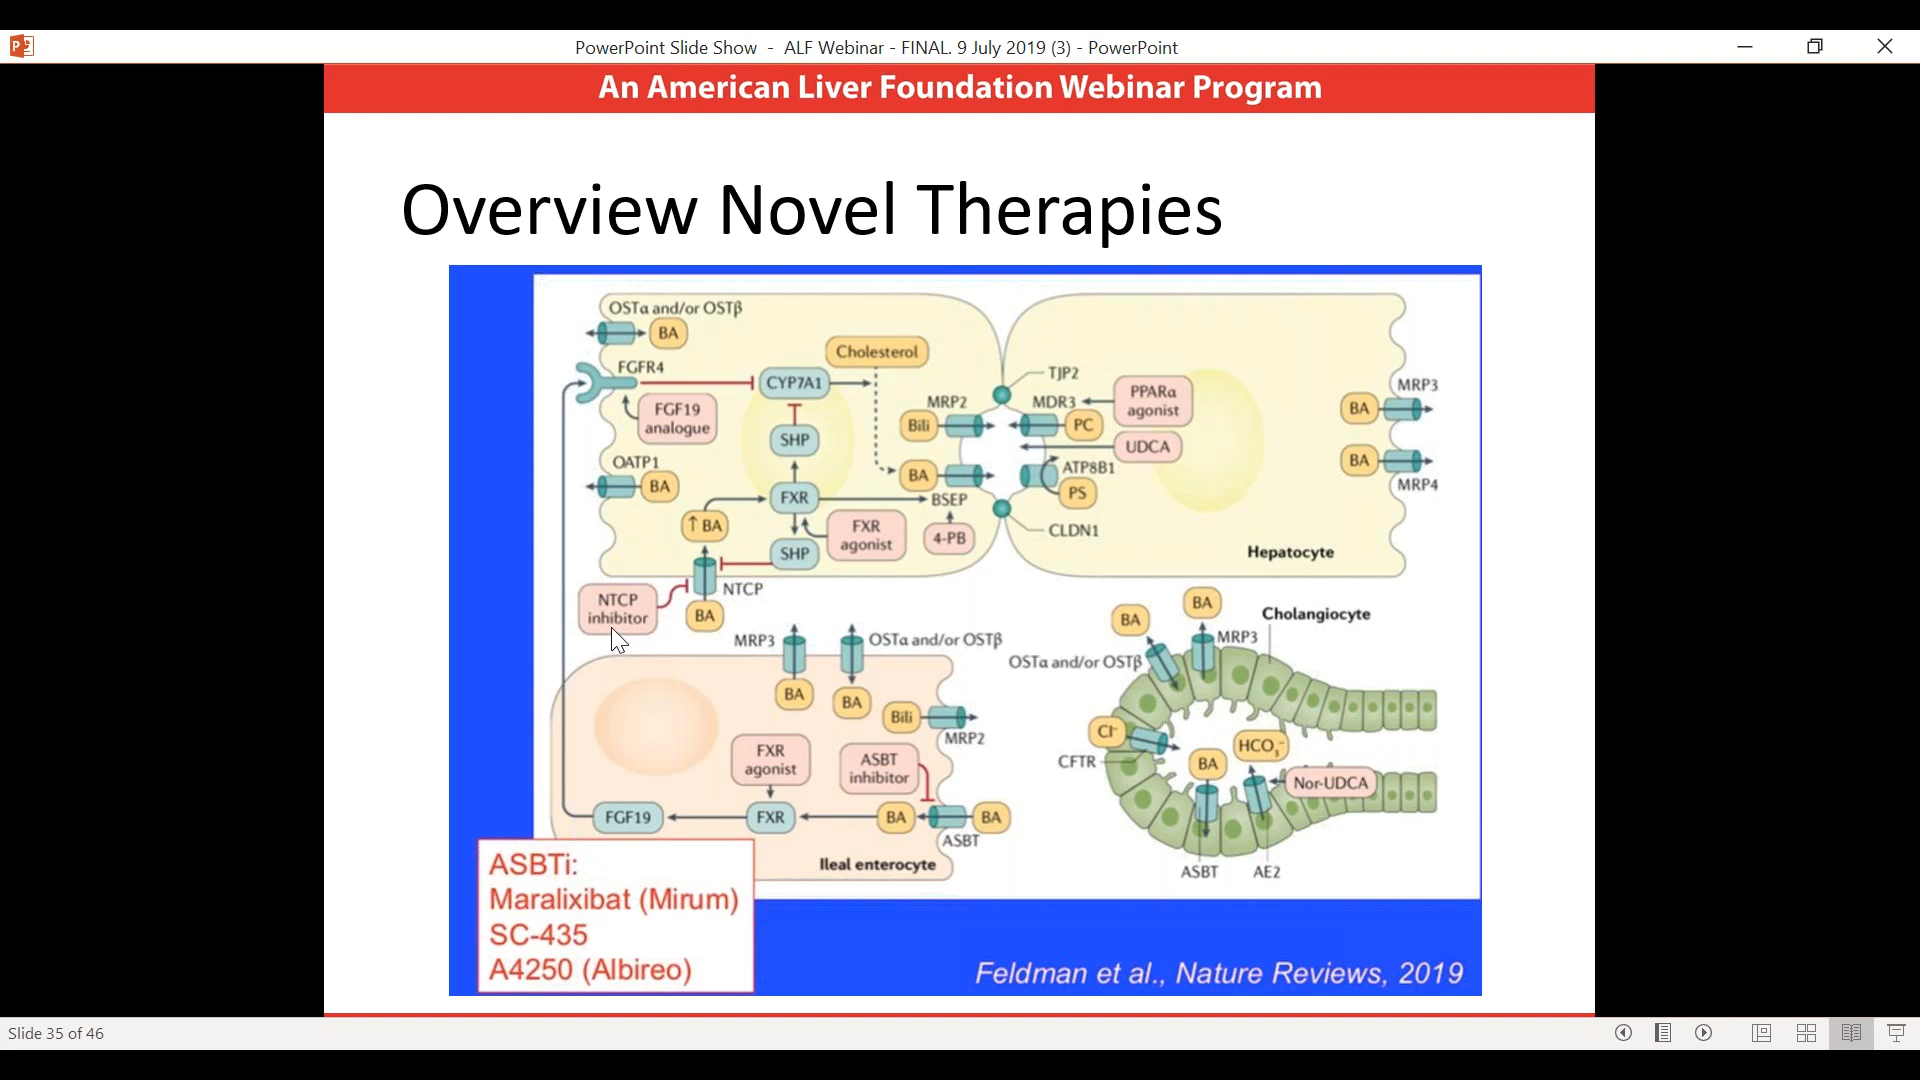 PowerPoint Slide Show - ALF Webinar - FINAL. 9 July 2019 (3) - PowerPoint
An American Liver Foundation Webinar Program
Overview Novel Therapies
OSTα and/or OSTβ
BA
FGFR4
FGF19
analogue
CYP7A1
Cholesterol
SHP
OATP1
BA
FXR
↑ BA
SHP
FXR
agonist
MRP2
Bili
BA
BSEP
4-PB
NTCP
NTCP
inhibitor
BA
TJP2
MDR3
PC
PPARα
agonist
UDCA
ATP8B1
PS
CLDN1
MRP3
BA
BA
MRP4
Hepatocyte
MRP3
BA
OSTα and/or OSTβ
BA
Bili
MRP2
FXR
agonist
ASBT
inhibitor
FGF19
FXR
BA
BA
ASBT
Ileal enterocyte
BA
BA
Cholangiocyte
MRP3
OSTα and/or OSTβ
Cl⁻
CFTR
BA
HCO₃⁻
Nor-UDCA
ASBT
AE2
ASBTi:
Maralixibat (Mirum)
SC-435
A4250 (Albireo)
Feldman et al., Nature Reviews, 2019
Slide 35 of 46